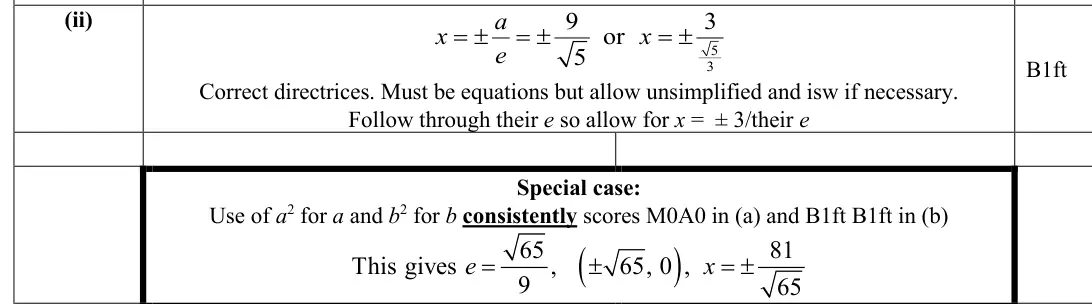 (ii)
x = ± a/e = ± 9/√5 or x = ± 3/(√5/3)
B1ft
Correct directrices. Must be equations but allow unsimplified and isw if necessary.
Follow through their e so allow for x = ± 3/their e
Special case:
Use of a² for a and b² for b consistently scores M0A0 in (a) and B1ft B1ft in (b)
This gives e = √65/9, (±√65, 0), x = ± 81/√65